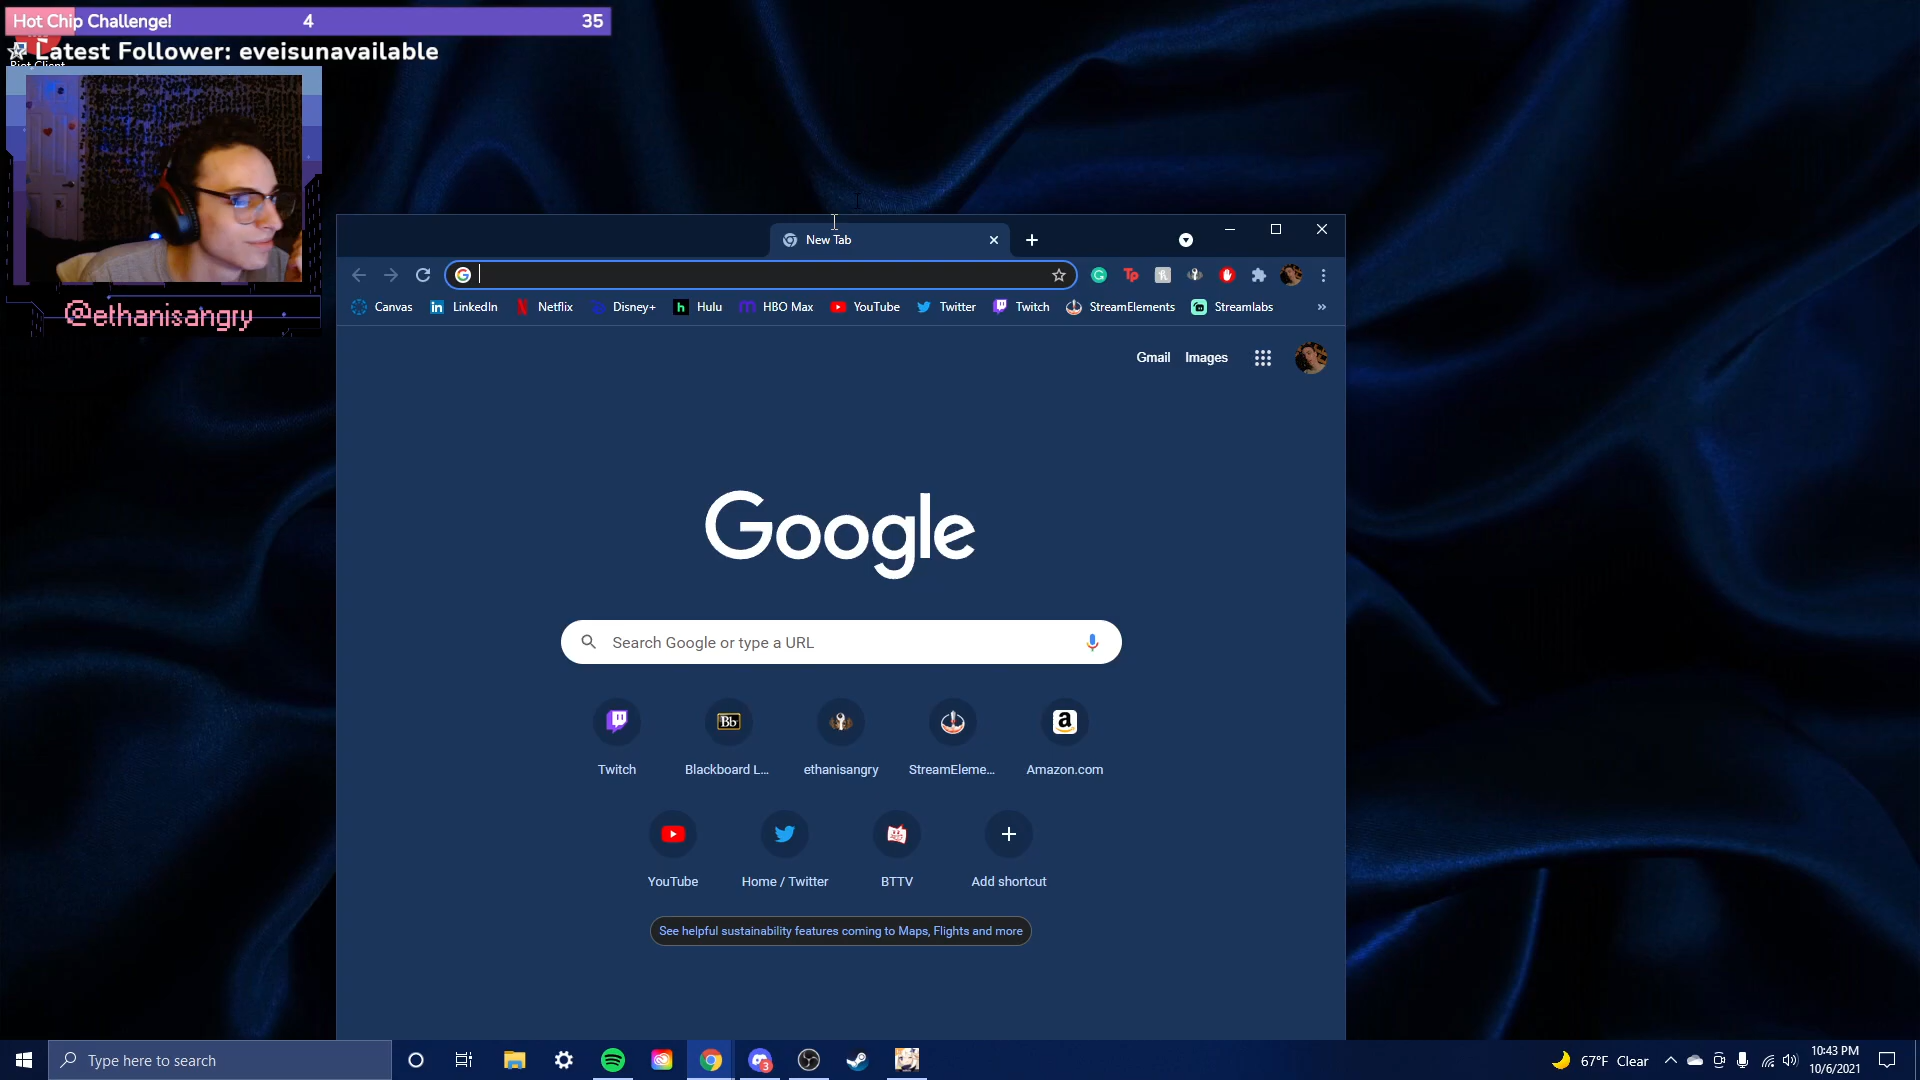 Hot Chip Challenge! 4 35
Latest Follower: eveisunavailable
Riot Client
@ethanisangry
New Tab
Canvas LinkedIn Netflix Disney+ Hulu HBO Max YouTube Twitter Twitch StreamElements Streamlabs »
Gmail Images
Google
Search Google or type a URL
Twitch Blackboard L... ethanisangry StreamEleme... Amazon.com
YouTube Home / Twitter BTTV Add shortcut
See helpful sustainability features coming to Maps, Flights and more
Type here to search
67°F Clear
10:43 PM
10/6/2021